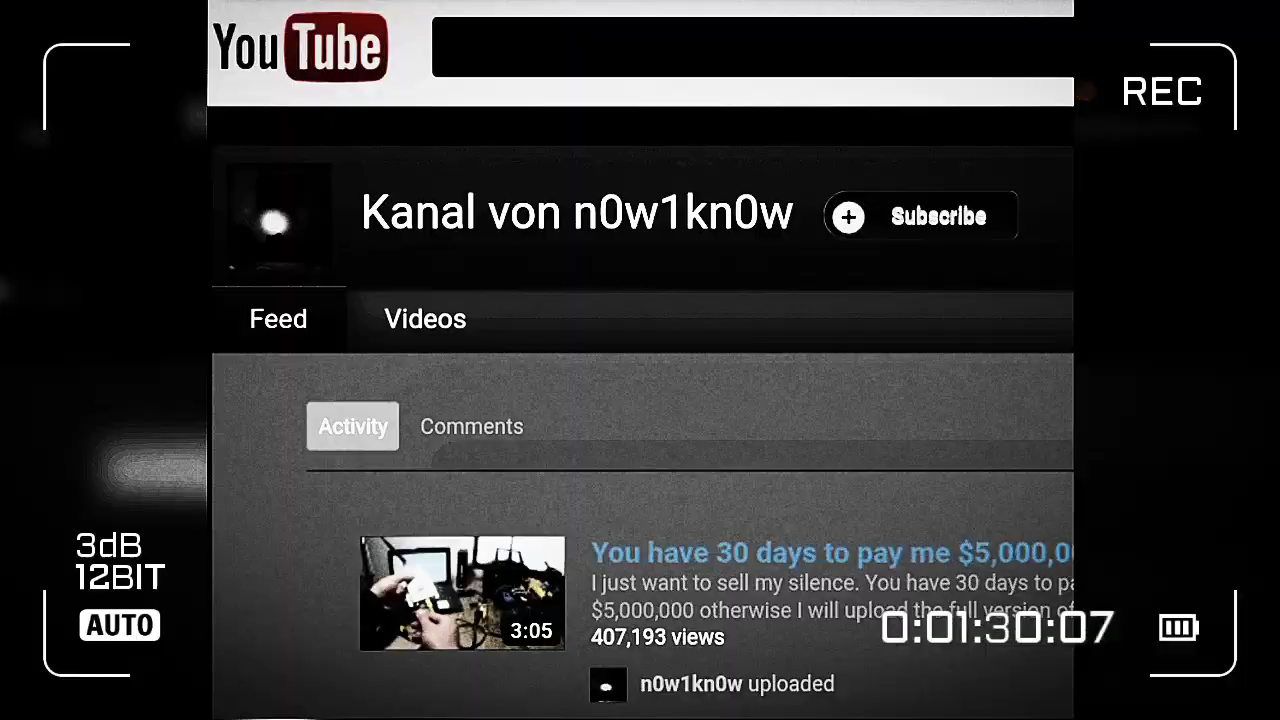 YouTube
REC
Kanal von n0w1kn0w
Subscribe
Feed Videos
Activity Comments
3:05
You have 30 days to pay me $5,000,0
I just want to sell my silence. You have 30 days to pa
$5,000,000 otherwise I will upload the full version of
407,193 views
n0w1kn0w uploaded
3dB
12BIT
AUTO
0:01:30:07